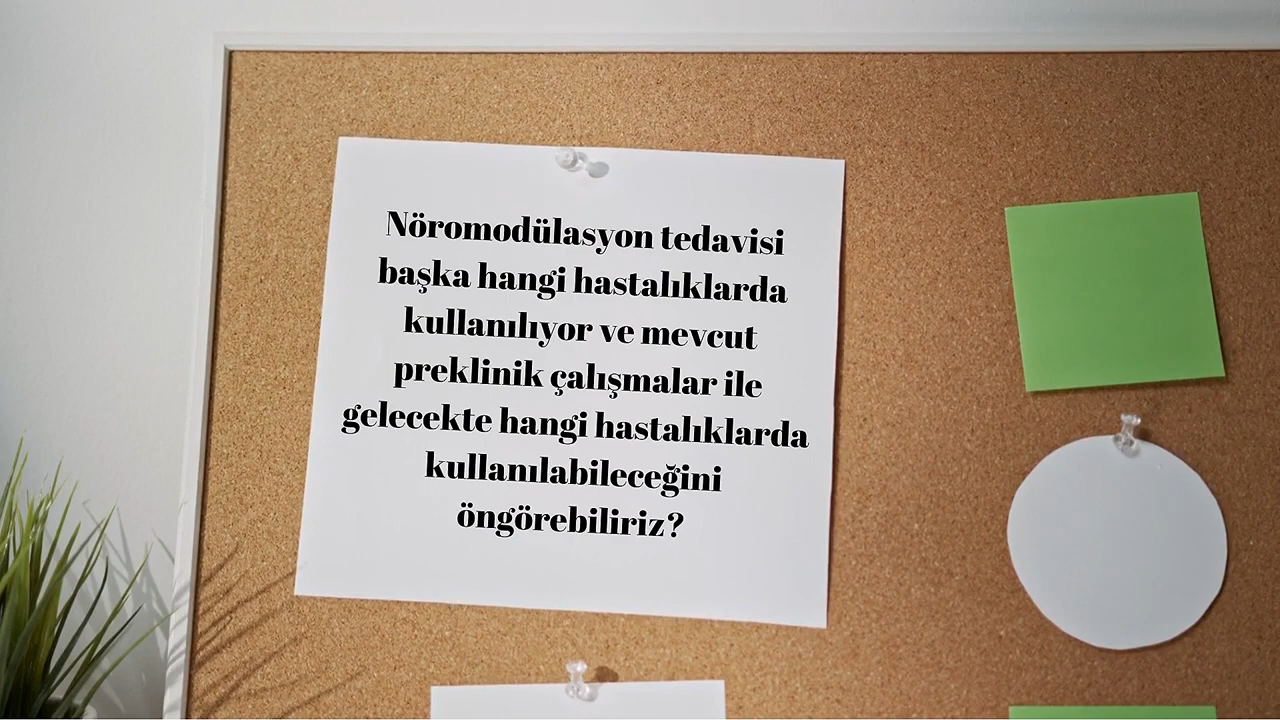 Nöromodülasyon tedavisi
başka hangi hastalıklarda
kullanılıyor ve mevcut
preklinik çalışmalar ile
gelecekte hangi hastalıklarda
kullanılabileceğini
öngörebiliriz?